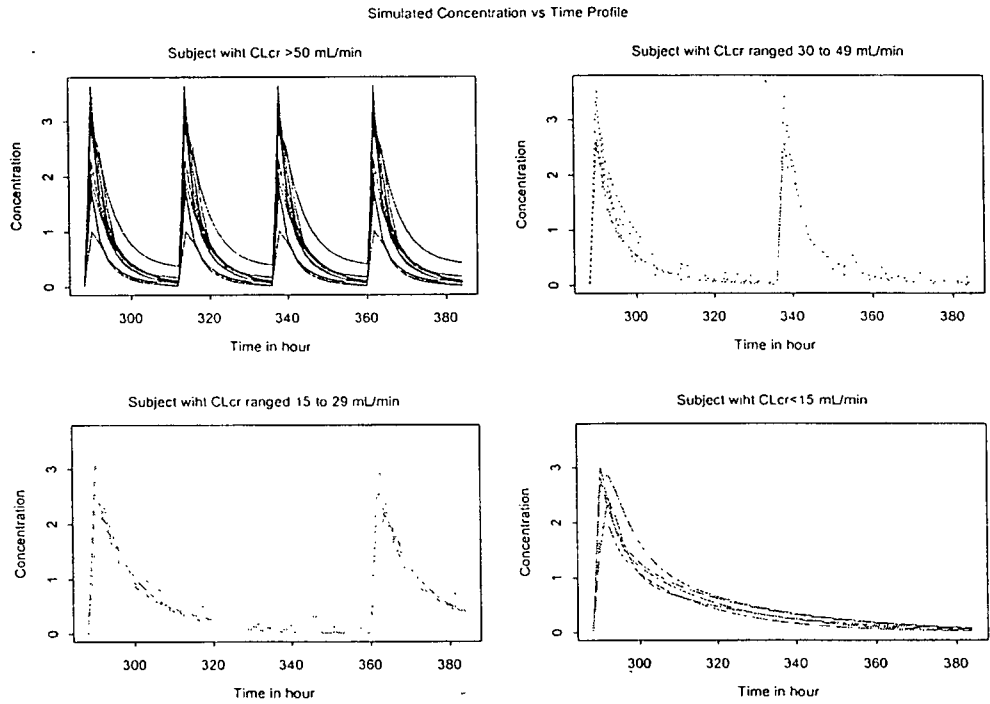 Simulated Concentration vs Time Profile
Subject wiht CLcr >50 mL/min
Concentration
0 1 2 3
300 320 340 360 380
Time in hour
Subject wiht CLcr ranged 30 to 49 mL/min
Concentration
0 1 2 3
300 320 340 360 380
Time in hour
Subject wiht CLcr ranged 15 to 29 mL/min
Concentration
0 1 2 3
300 320 340 360 380
Time in hour
Subject wiht CLcr<15 mL/min
Concentration
0 1 2 3
300 320 340 360 380
Time in hour